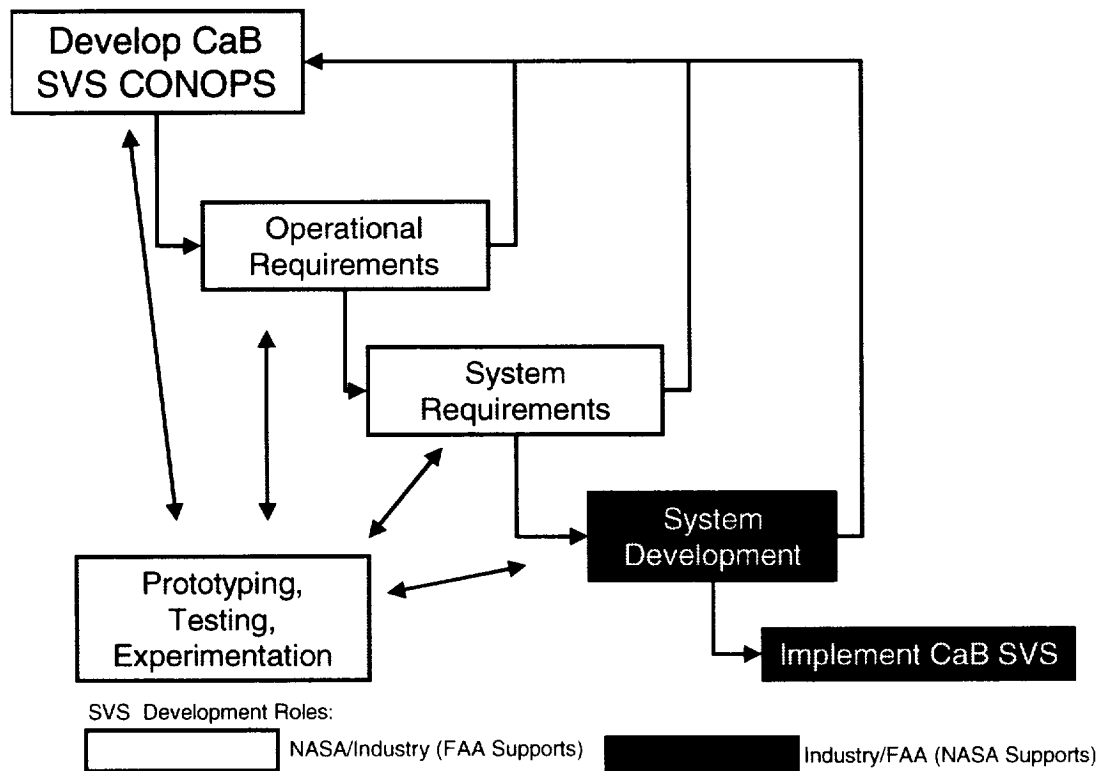 Develop CaB
SVS CONOPS
Operational
Requirements
System
Requirements
System
Development
Prototyping,
Testing,
Experimentation
Implement CaB SVS
SVS Development Roles:
NASA/Industry (FAA Supports)
Industry/FAA (NASA Supports)